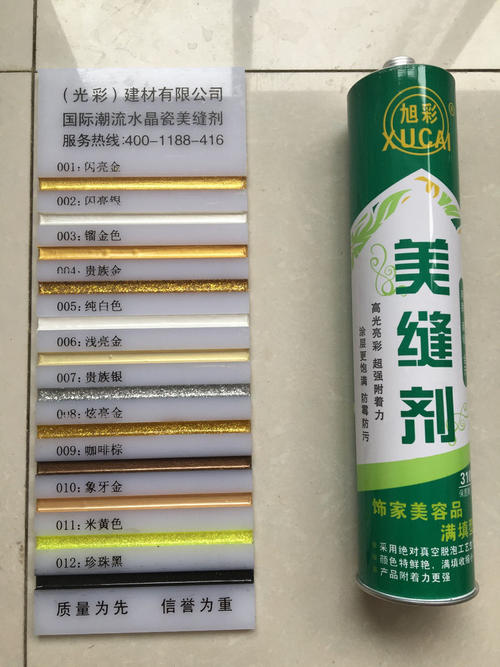 （光彩）建材有限公司
国际潮流水晶瓷美缝剂
服务热线:400-1188-416
001: 闪亮金
002: 闪亮银
003: 镏金色
004: 贵族金
005: 纯白色
006: 浅亮金
007: 贵族银
008: 炫亮金
009: 咖啡棕
010: 象牙金
011: 米黄色
012: 珍珠黑
质量为先 信誉为重
旭彩
XUCAI
®
美缝剂
高光亮彩 超强附着力
涂层更饱满 防霉防污
31
饰家美容品
满填
采用绝对真空脱泡工艺
颜色特鲜艳，满填收缩
产品附着力更强